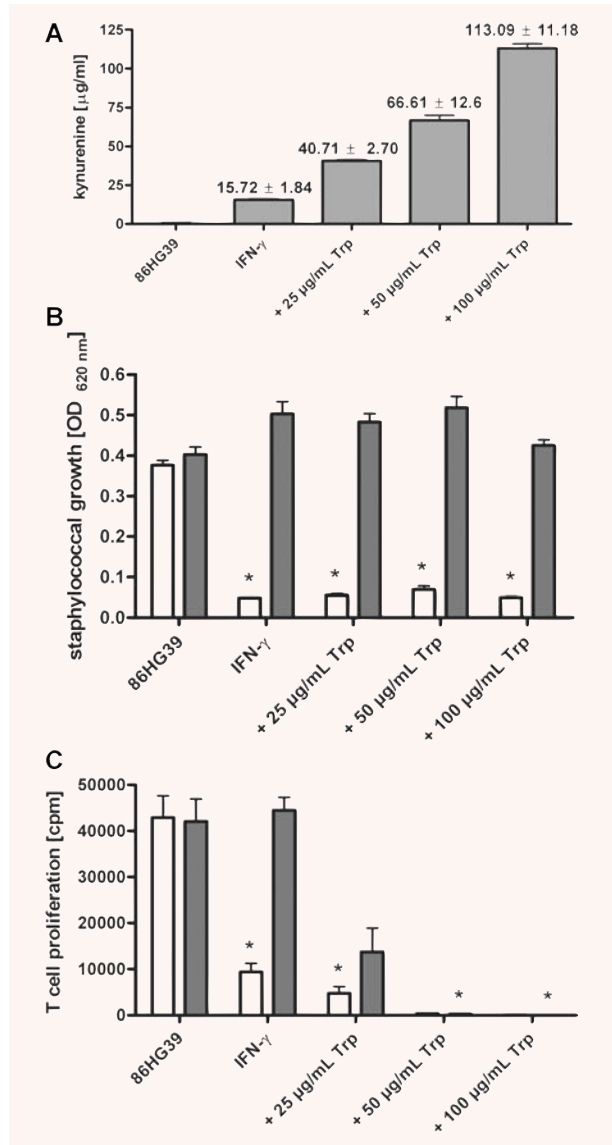 A
kynurenine [µg/ml]
125
100
75
50
25
0
15.72 ± 1.84
40.71 ± 2.70
66.61 ± 12.6
113.09 ± 11.18
86HG39
IFN-γ
+ 25 µg/mL Trp
+ 50 µg/mL Trp
+ 100 µg/mL Trp
B
staphylococcal growth [OD 620 nm]
0.6
0.5
0.4
0.3
0.2
0.1
0.0
*
*
*
*
86HG39
IFN-γ
+ 25 µg/mL Trp
+ 50 µg/mL Trp
+ 100 µg/mL Trp
C
T cell proliferation [cpm]
50000
40000
30000
20000
10000
0
*
*
*
*
86HG39
IFN-γ
+ 25 µg/mL Trp
+ 50 µg/mL Trp
+ 100 µg/mL Trp